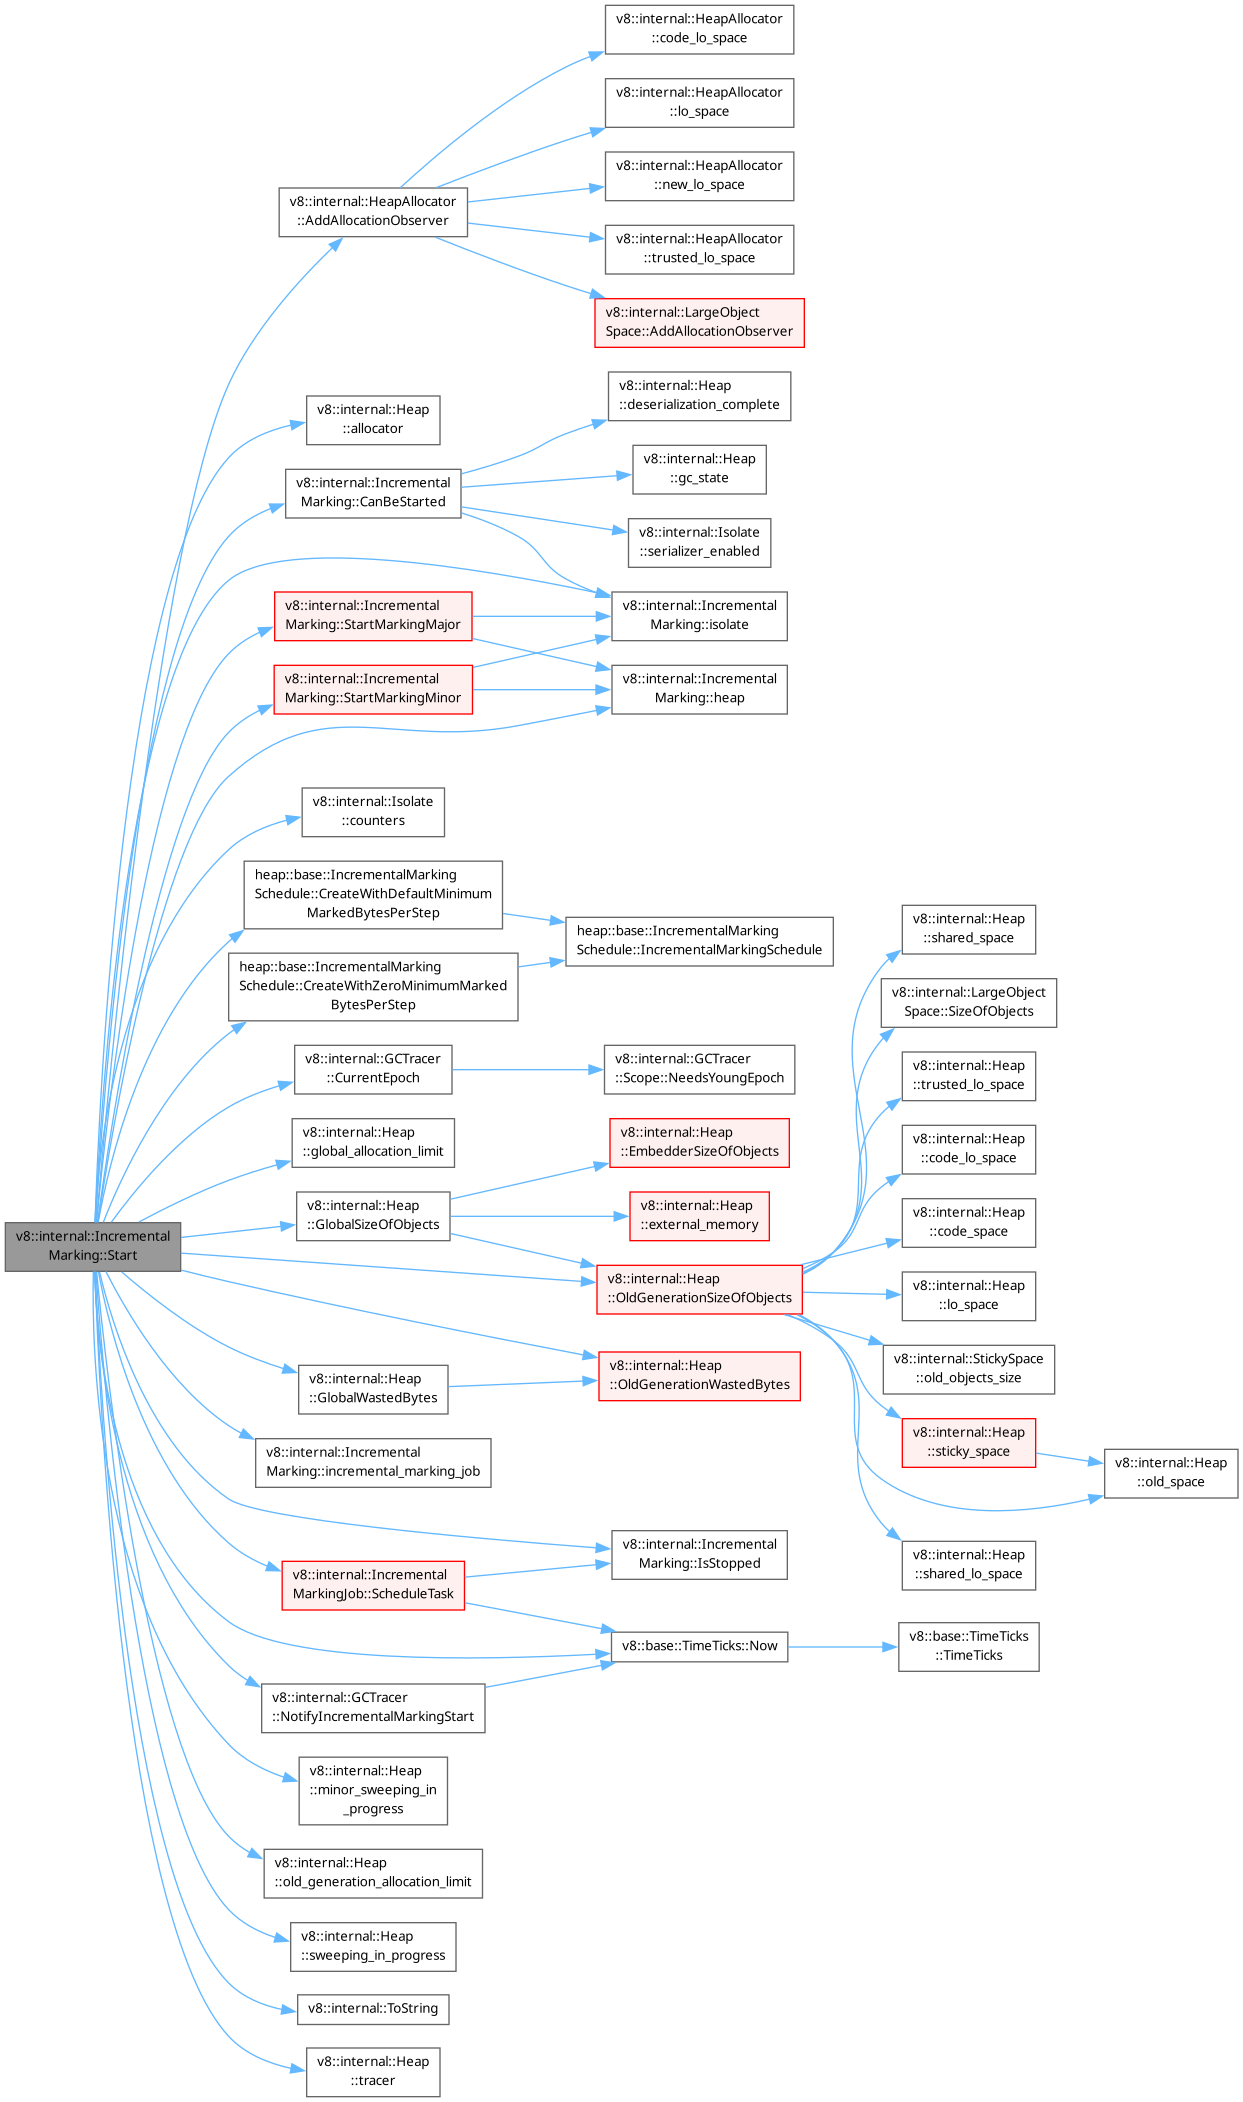 v8::internal::Incremental
Marking::Start
v8::internal::HeapAllocator
::AddAllocationObserver
v8::internal::HeapAllocator
::code_lo_space
v8::internal::HeapAllocator
::lo_space
v8::internal::HeapAllocator
::new_lo_space
v8::internal::HeapAllocator
::trusted_lo_space
v8::internal::LargeObject
Space::AddAllocationObserver
v8::internal::Heap
::allocator
v8::internal::Incremental
Marking::CanBeStarted
v8::internal::Heap
::deserialization_complete
v8::internal::Heap
::gc_state
v8::internal::Isolate
::serializer_enabled
v8::internal::Incremental
Marking::isolate
v8::internal::Incremental
Marking::StartMarkingMajor
v8::internal::Incremental
Marking::StartMarkingMinor
v8::internal::Incremental
Marking::heap
v8::internal::Isolate
::counters
heap::base::IncrementalMarking
Schedule::CreateWithDefaultMinimum
MarkedBytesPerStep
heap::base::IncrementalMarking
Schedule::IncrementalMarkingSchedule
heap::base::IncrementalMarking
Schedule::CreateWithZeroMinimumMarked
BytesPerStep
v8::internal::GCTracer
::CurrentEpoch
v8::internal::GCTracer
::Scope::NeedsYoungEpoch
v8::internal::Heap
::global_allocation_limit
v8::internal::Heap
::GlobalSizeOfObjects
v8::internal::Heap
::EmbedderSizeOfObjects
v8::internal::Heap
::external_memory
v8::internal::Heap
::OldGenerationSizeOfObjects
v8::internal::Heap
::shared_space
v8::internal::LargeObject
Space::SizeOfObjects
v8::internal::Heap
::trusted_lo_space
v8::internal::Heap
::code_lo_space
v8::internal::Heap
::code_space
v8::internal::Heap
::lo_space
v8::internal::StickySpace
::old_objects_size
v8::internal::Heap
::sticky_space
v8::internal::Heap
::old_space
v8::internal::Heap
::shared_lo_space
v8::internal::Heap
::GlobalWastedBytes
v8::internal::Heap
::OldGenerationWastedBytes
v8::internal::Incremental
Marking::incremental_marking_job
v8::internal::Incremental
Marking::IsStopped
v8::internal::Incremental
MarkingJob::ScheduleTask
v8::base::TimeTicks::Now
v8::base::TimeTicks
::TimeTicks
v8::internal::GCTracer
::NotifyIncrementalMarkingStart
v8::internal::Heap
::minor_sweeping_in
_progress
v8::internal::Heap
::old_generation_allocation_limit
v8::internal::Heap
::sweeping_in_progress
v8::internal::ToString
v8::internal::Heap
::tracer